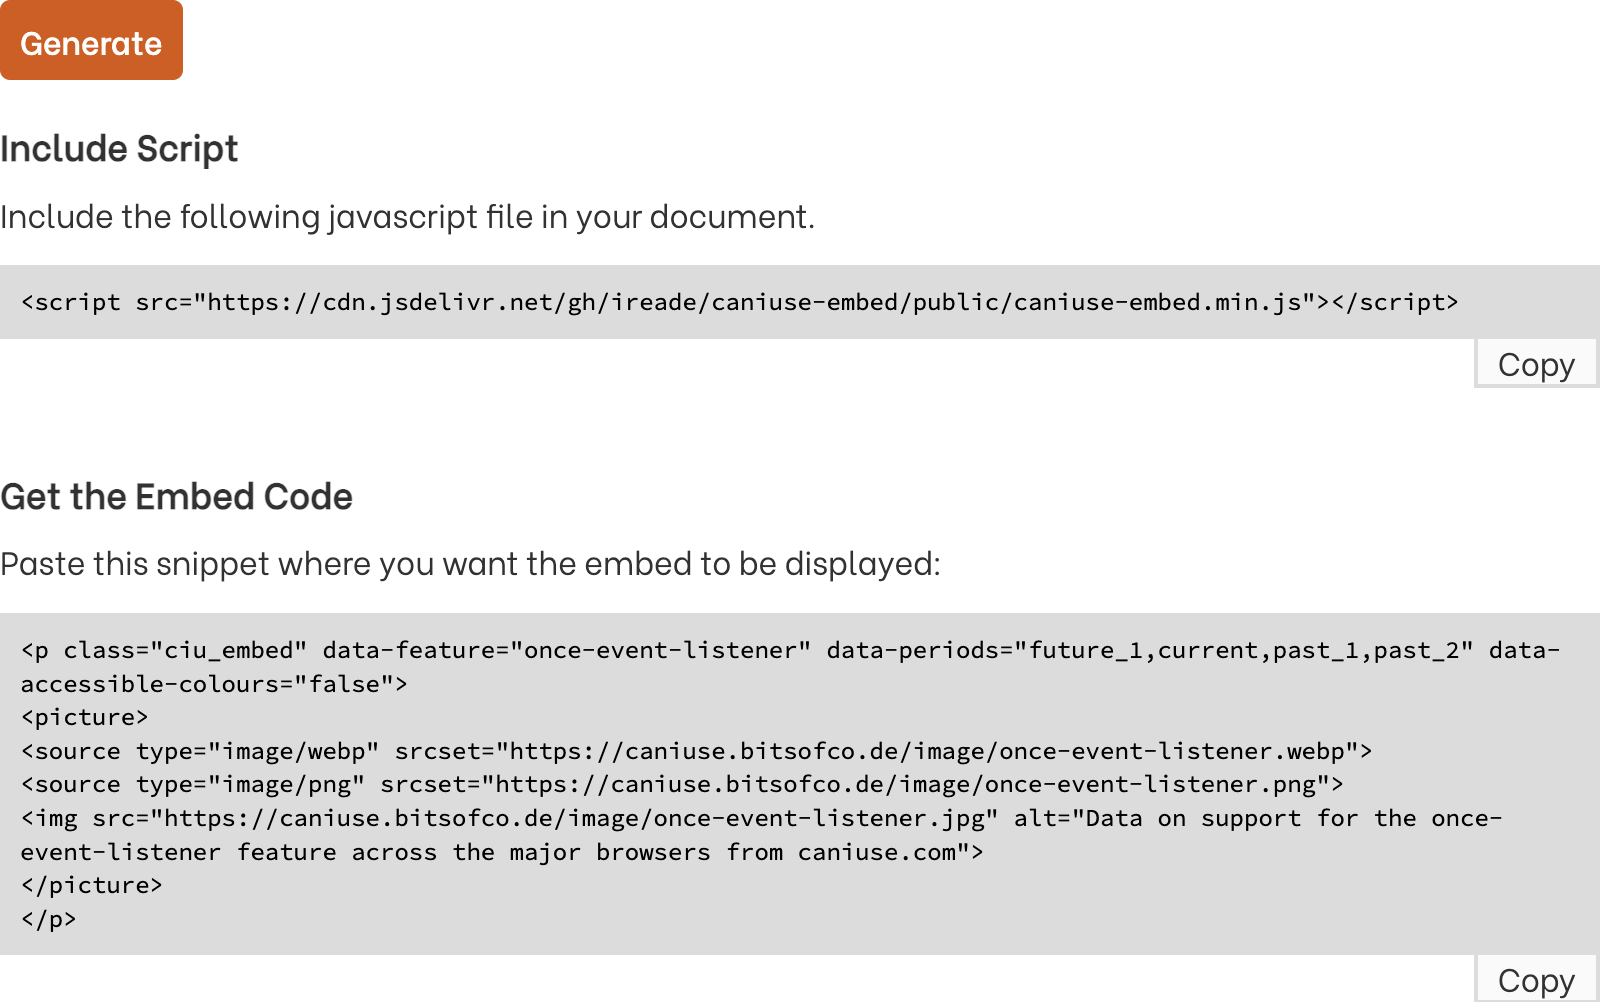 Generate
Include Script
Include the following javascript file in your document.
<script src="https://cdn.jsdelivr.net/gh/ireade/caniuse-embed/public/caniuse-embed.min.js"></script>
Copy
Get the Embed Code
Paste this snippet where you want the embed to be displayed:
<p class="ciu_embed" data-feature="once-event-listener" data-periods="future_1,current,past_1,past_2" data-
accessible-colours="false">
<picture>
<source type="image/webp" srcset="https://caniuse.bitsofco.de/image/once-event-listener.webp">
<source type="image/png" srcset="https://caniuse.bitsofco.de/image/once-event-listener.png">
<img src="https://caniuse.bitsofco.de/image/once-event-listener.jpg" alt="Data on support for the once-
event-listener feature across the major browsers from caniuse.com">
</picture>
</p>
Copy